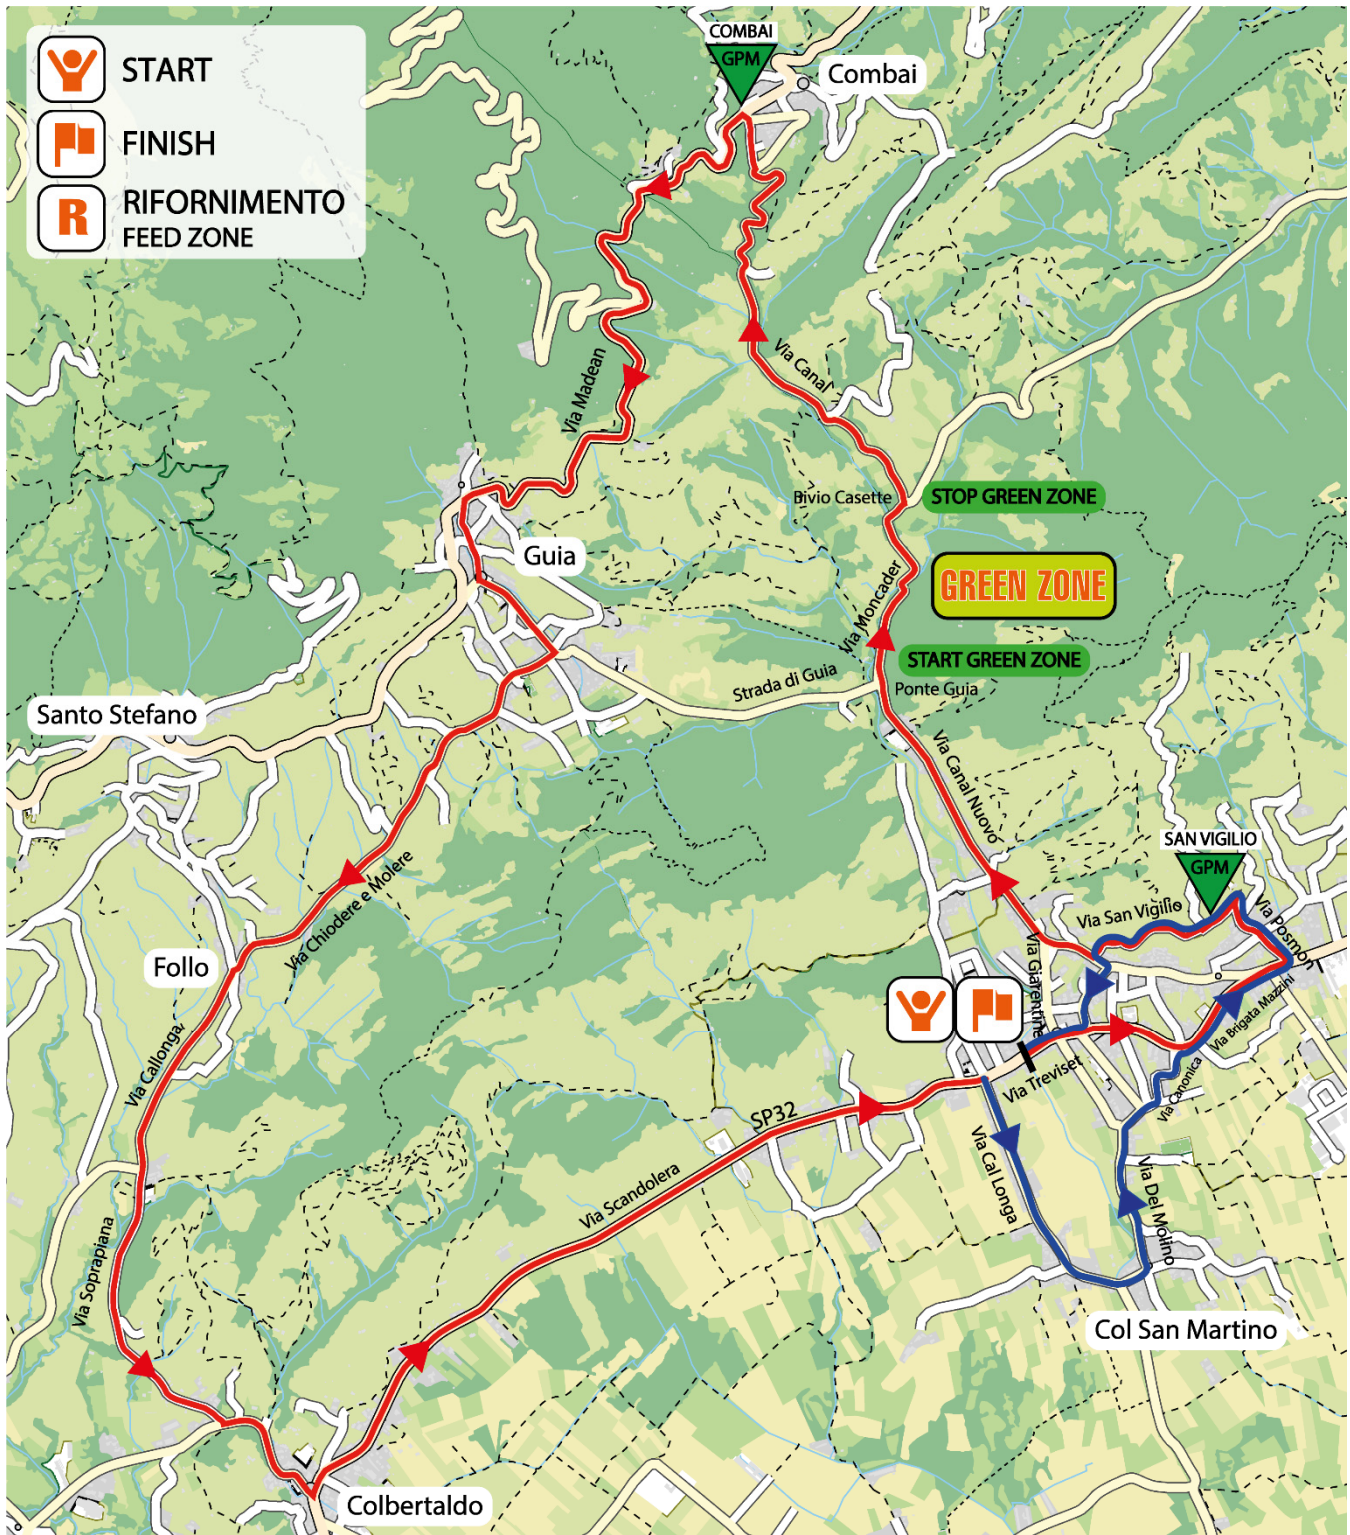 START
FINISH
R
RIFORNIMENTO
FEED ZONE
COMBAI
GPM
Combai
Via Madean
Via Canal
Bivio Casette
STOP GREEN ZONE
Guia
GREEN ZONE
Via Moncader
START GREEN ZONE
Strada di Guia
Ponte Guia
Santo Stefano
Via Canal Nuovo
SAN VIGILIO
GPM
Via Chiodere e Molere
Via San Vigilio
Via Posmon
Follo
Via Giarentine
Via Brigata Mazzini
Via Callonga
Via Treviset
Via Canonica
SP32
Via Cal Longa
Via Scandolera
Via Del Molino
Via Soprapiana
Col San Martino
Colbertaldo